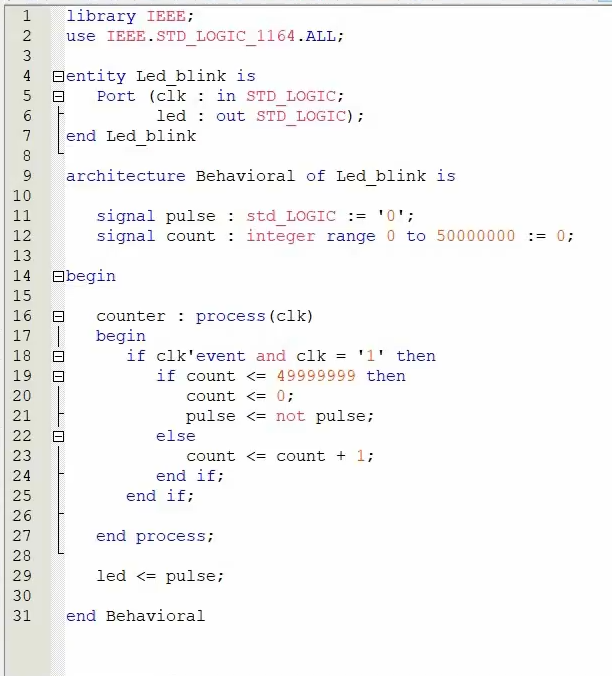 1 library IEEE;
2 use IEEE.STD_LOGIC_1164.ALL;
3
4 entity Led_blink is
5 Port (clk : in STD_LOGIC;
6 led : out STD_LOGIC);
7 end Led_blink
8
9 architecture Behavioral of Led_blink is
10
11 signal pulse : std_LOGIC := '0';
12 signal count : integer range 0 to 50000000 := 0;
13
14 begin
15
16 counter : process(clk)
17 begin
18 if clk'event and clk = '1' then
19 if count <= 49999999 then
20 count <= 0;
21 pulse <= not pulse;
22 else
23 count <= count + 1;
24 end if;
25 end if;
26
27 end process;
28
29 led <= pulse;
30
31 end Behavioral